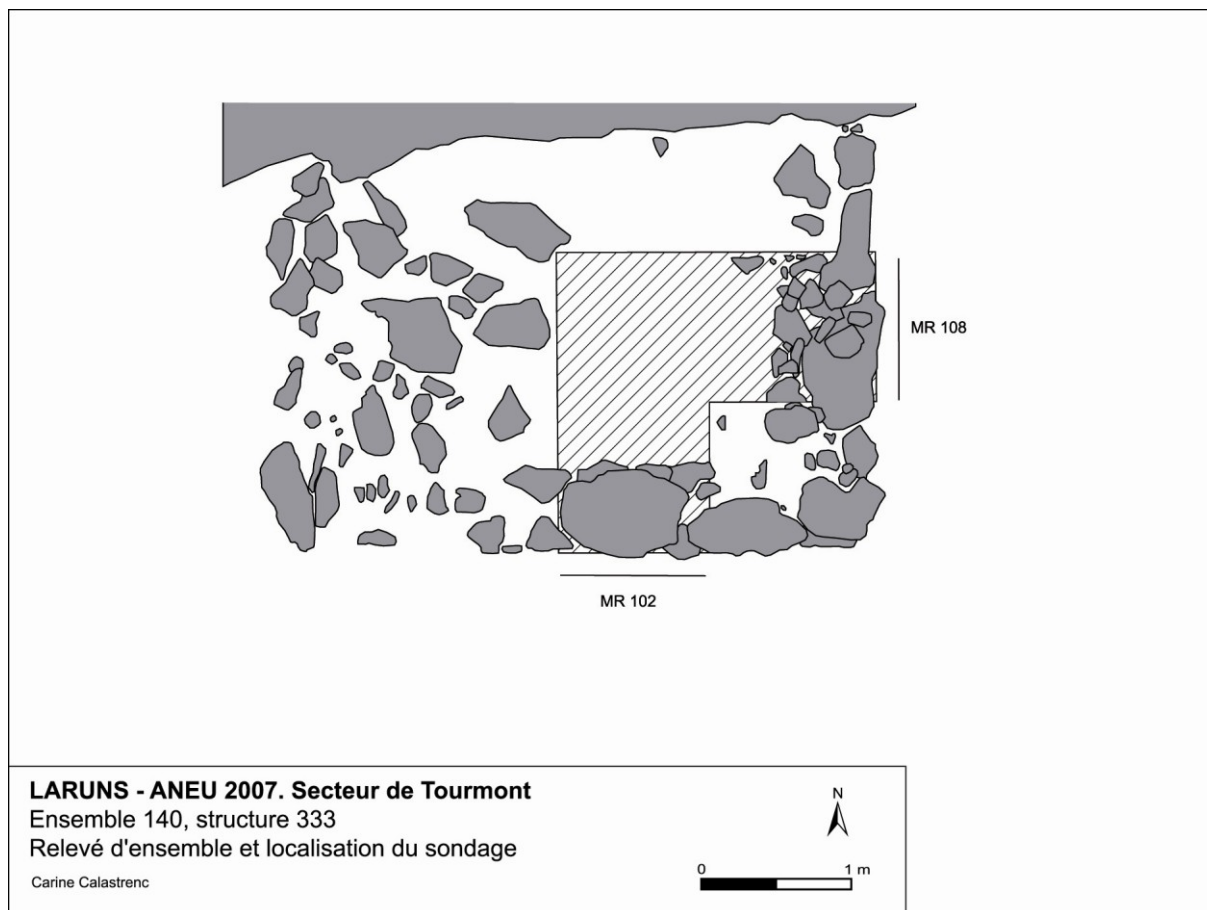 MR 108
MR 102
LARUNS - ANEU 2007. Secteur de Tourmont
Ensemble 140, structure 333
Relevé d'ensemble et localisation du sondage
Carine Calastrenc
N
0 1 m